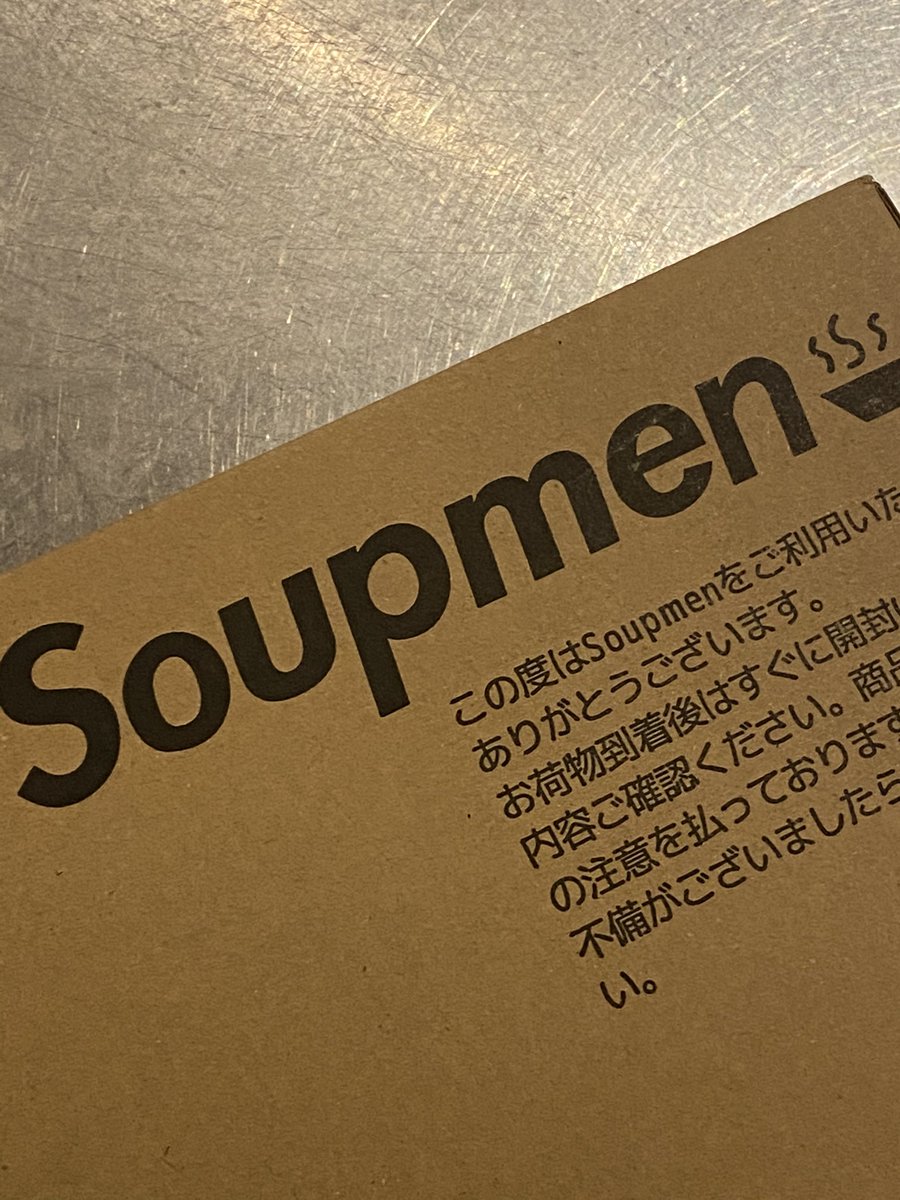 Soupmen
この度はSoupmenをご利用いた
ありがとうございます。
お荷物到着後はすぐに開封
内容ご確認ください。商品
の注意を払っております
不備がございましたら
い。